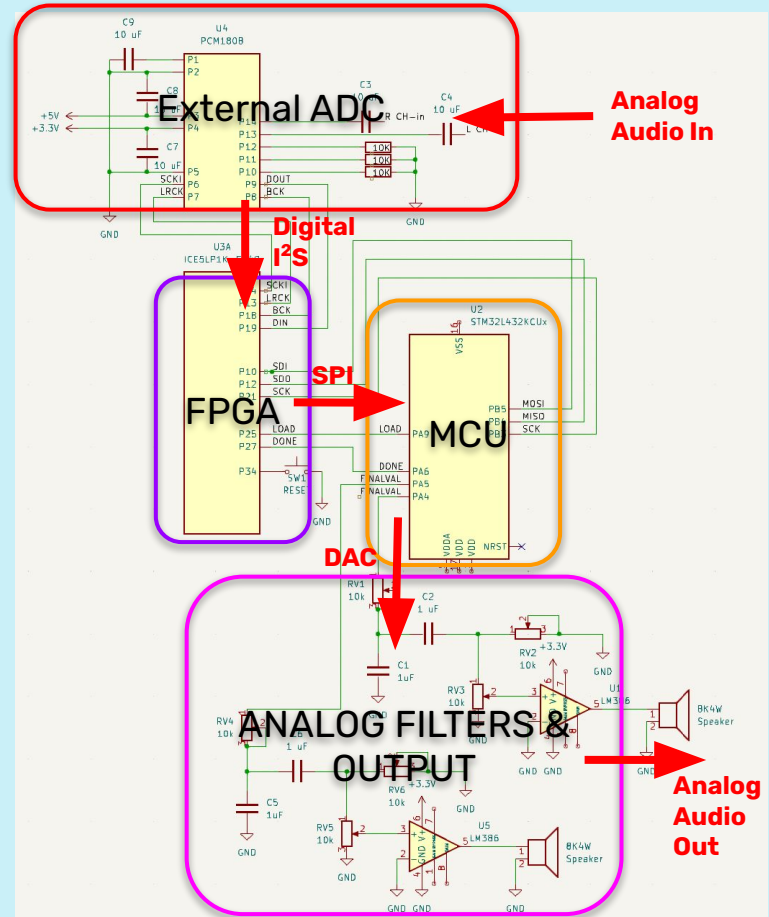 C9
10 uF
U4
PCM1808
P1
P2
C8
+5V
+3.3V
P4
C7
10 uF
P5
SCKI
P6
LRCK
P7
P14
P13
P12
P11
P10
P9
P8
DOUT
BCK
10K
10K
10K
C3
R CH-in
C4
10 uF
GND
GND
External ADC
Analog
Audio In
Digital
I²S
U3A
SCKI
LRCK
P18
BCK
P19
DIN
P10
SDI
P12
SDO
SCK
P25
LOAD
P27
DONE
P34
SW1
RESET
GND
FPGA
SPI
U2
STM32L432KCUx
16
VSS
LOAD
PA9
DONE
PA6
FINALVAL
PA5
FINALVAL
PA4
PB5
MOSI
MISO
SCK
NRST
VDDA
VDD
VDD
MCU
DAC
RV1
10k
C2
1 uF
C1
1uF
GND
RV2
10k
+3.3V
GND
RV3
10k
U1
LM386
GND GND
8K4W
Speaker
GND
RV4
10k
1 uF
C5
1uF
GND
RV6
10k
+3.3V
GND
RV5
10k
U5
LM386
GND GND
8K4W
Speaker
GND
ANALOG FILTERS &
OUTPUT
Analog
Audio
Out